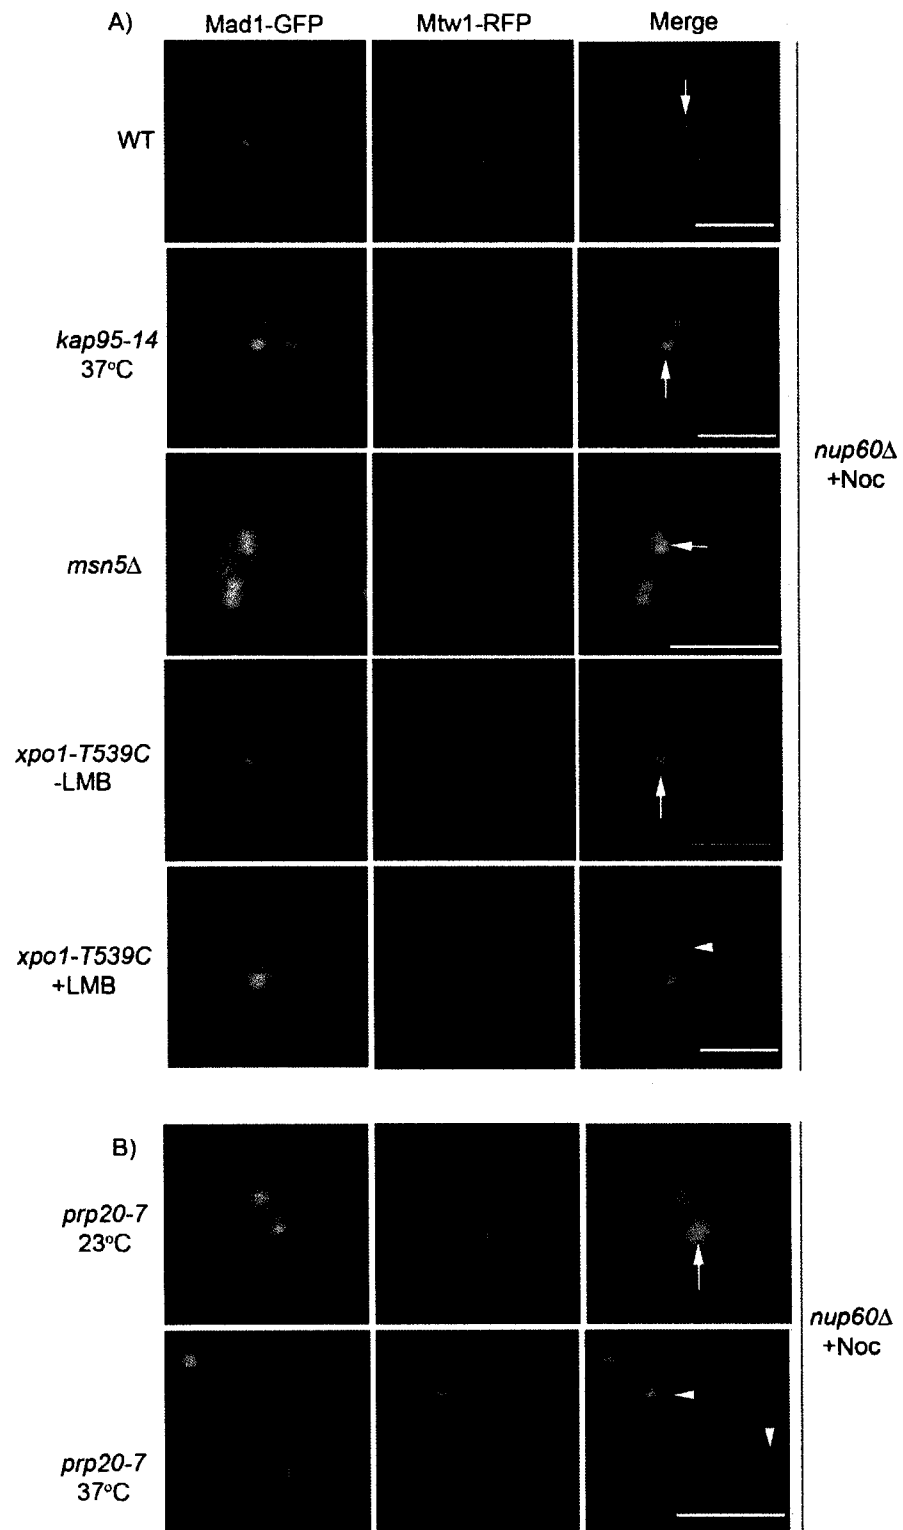 A) Mad1-GFP Mtw1-RFP Merge
WT
kap95-14
37°C
msn5Δ
nup60Δ
+Noc
xpo1-T539C
-LMB
xpo1-T539C
+LMB
B)
prp20-7
23°C
nup60Δ
+Noc
prp20-7
37°C